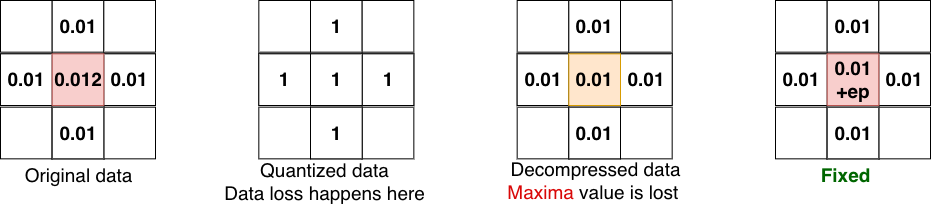 0.01
0.01 0.012 0.01
0.01
Original data
1
1 1 1
1
Quantized data
Data loss happens here
0.01
0.01 0.01 0.01
0.01
Decompressed data
Maxima value is lost
0.01
0.01 0.01 +ep 0.01
0.01
Fixed